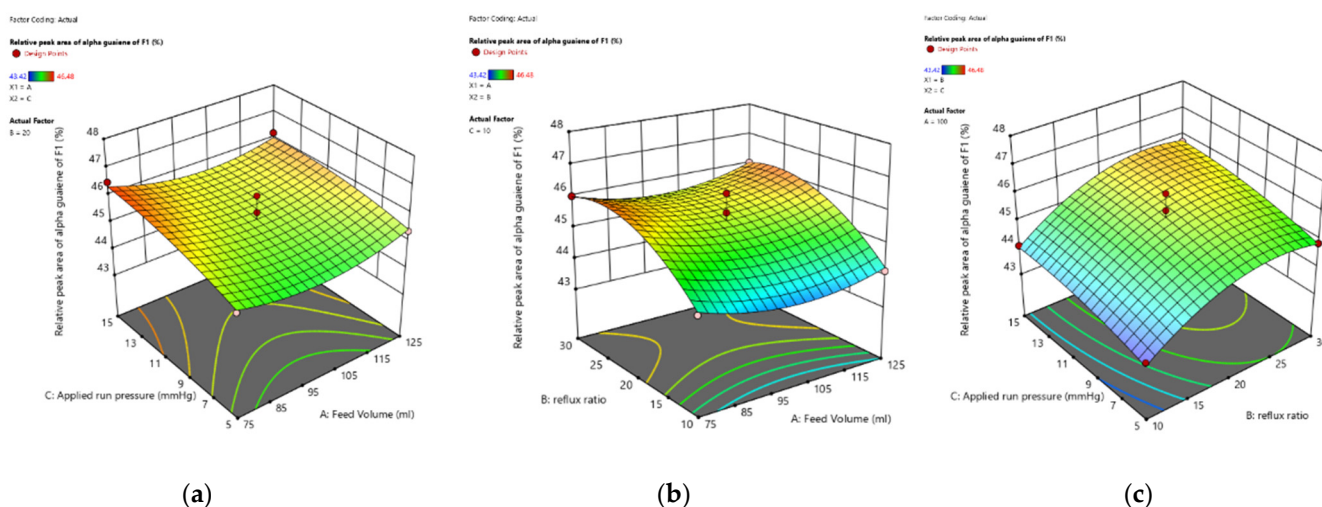 Factor Coding: Actual
Relative peak area of alpha guaiene of F1 (%)
Design Points
43.42 46.48
X1 = A
X2 = C
Actual Factor
B = 20
Relative peak area of alpha guaiene of F1 (%)
48
47
46
45
44
43
15
13
11
9
7
5
C: Applied run pressure (mmHg)
75
85
95
105
115
125
A: Feed Volume (ml)
(a)
Factor Coding: Actual
Relative peak area of alpha guaiene of F1 (%)
Design Points
43.42 46.48
X1 = A
X2 = B
Actual Factor
C = 10
Relative peak area of alpha guaiene of F1 (%)
48
47
46
45
44
43
30
25
20
15
10
B: reflux ratio
75
85
95
105
115
125
A: Feed Volume (ml)
(b)
Factor Coding: Actual
Relative peak area of alpha guaiene of F1 (%)
Design Points
43.42 46.48
X1 = B
X2 = C
Actual Factor
A = 100
Relative peak area of alpha guaiene of F1 (%)
48
47
46
45
44
43
15
13
11
9
7
5
C: Applied run pressure (mmHg)
10
15
20
25
30
B: reflux ratio
(c)